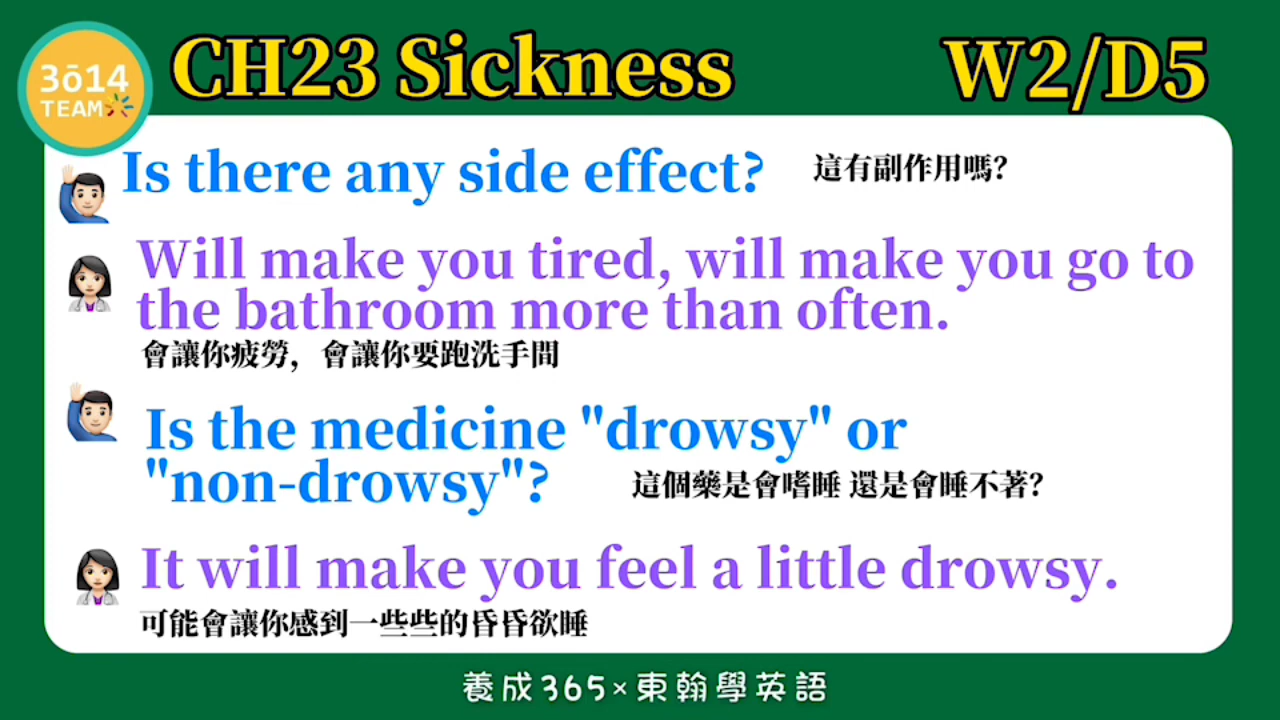 3ō14
TEAM
CH23 Sickness
W2/D5
Is there any side effect?
這有副作用嗎?
Will make you tired, will make you go to
the bathroom more than often.
會讓你疲勞，會讓你要跑洗手間
Is the medicine "drowsy" or
"non-drowsy"?
這個藥是會嗜睡 還是會睡不著?
It will make you feel a little drowsy.
可能會讓你感到一些些的昏昏欲睡
養成365×東翰學英語